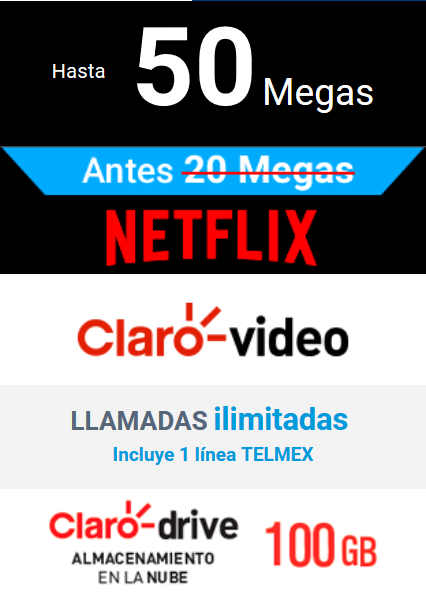 Hasta 50 Megas
Antes 20 Megas
NETFLIX
Claro-video
LLAMADAS ilimitadas
Incluye 1 línea TELMEX
Claro-drive
ALMACENAMIENTO
EN LA NUBE
100 GB